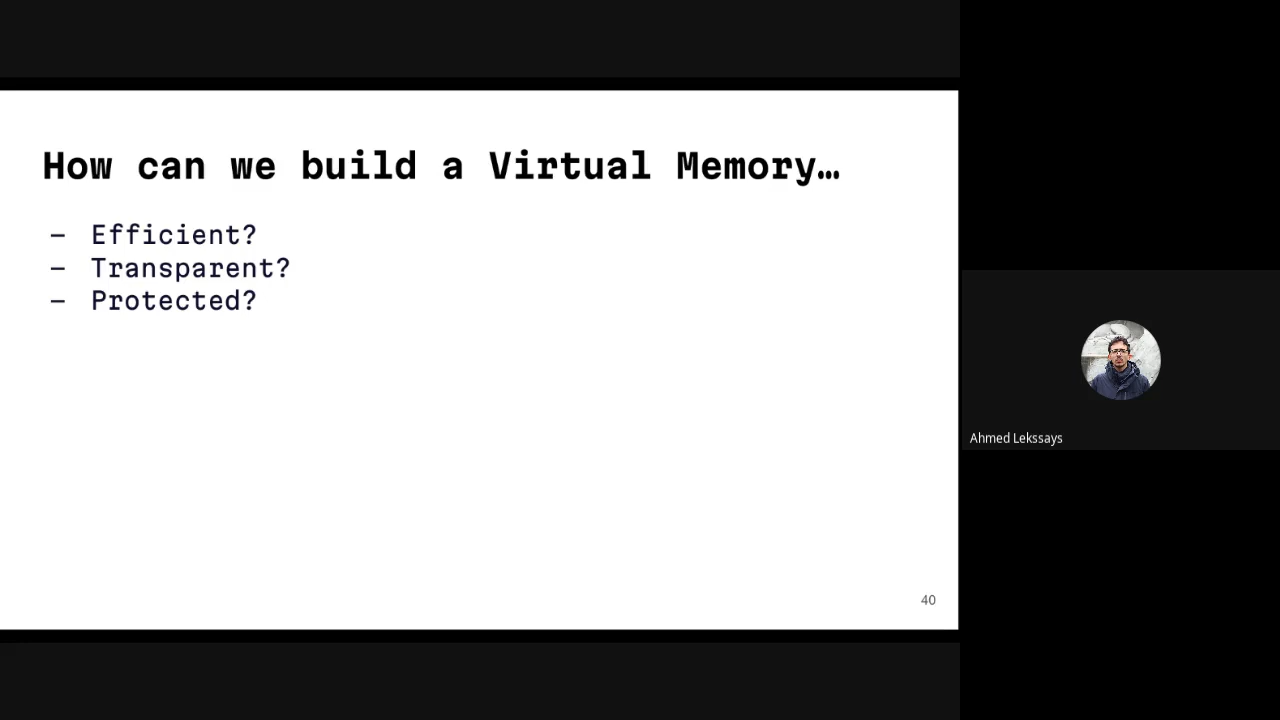 How can we build a Virtual Memory…
– Efficient?
– Transparent?
– Protected?
40
Ahmed Lekssays